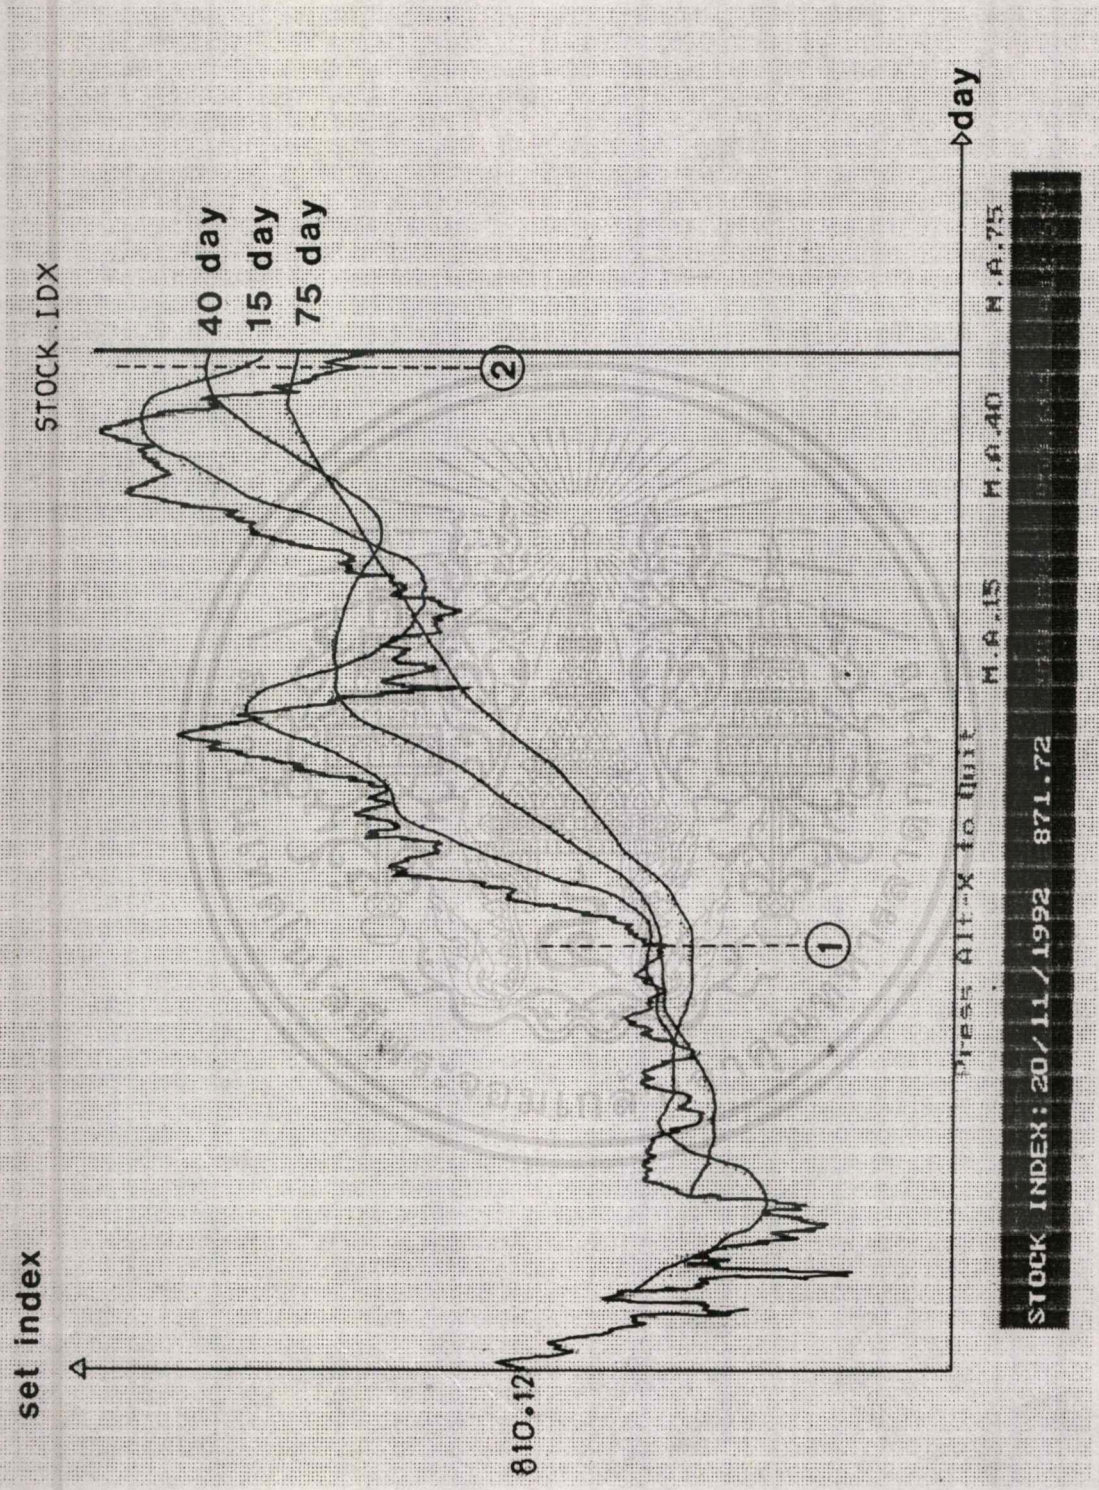 set index
STOCK.IDX
40 day
15 day
75 day
810.12
①
②
day
Press Alt-X to Quit
M.A.15 M.A.40 M.A.75
STOCK INDEX: 20/11/1992 871.72